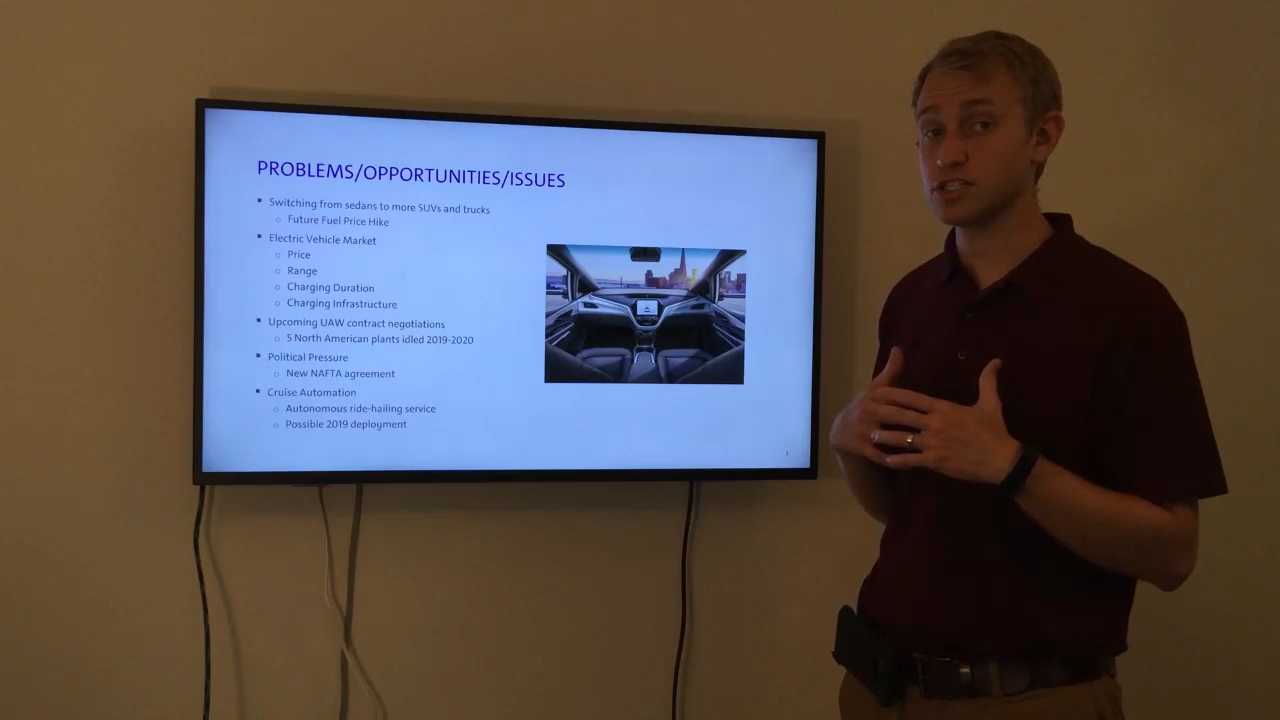 PROBLEMS/OPPORTUNITIES/ISSUES
Switching from sedans to more SUVs and trucks
Future Fuel Price Hike
Electric Vehicle Market
Price
Range
Charging Duration
Charging Infrastructure
Upcoming UAW contract negotiations
5 North American plants idled 2019-2020
Political Pressure
New NAFTA agreement
Cruise Automation
Autonomous ride-hailing service
Possible 2019 deployment